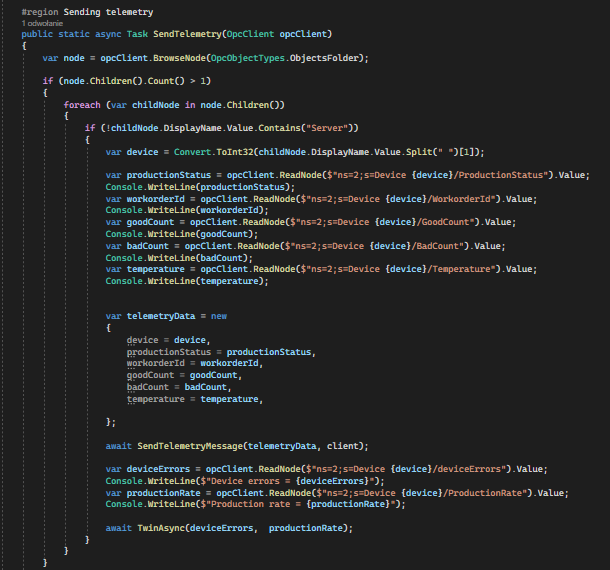 #region Sending telemetry
1 odwołanie
public static async Task SendTelemetry(OpcClient opcClient)
{
var node = opcClient.BrowseNode(OpcObjectTypes.ObjectsFolder);
if (node.Children().Count() > 1)
{
foreach (var childNode in node.Children())
{
if (!childNode.DisplayName.Value.Contains("Server"))
{
var device = Convert.ToInt32(childNode.DisplayName.Value.Split(" ")[1]);
var productionStatus = opcClient.ReadNode($"ns=2;s=Device {device}/ProductionStatus").Value;
Console.WriteLine(productionStatus);
var workorderId = opcClient.ReadNode($"ns=2;s=Device {device}/WorkorderId").Value;
Console.WriteLine(workorderId);
var goodCount = opcClient.ReadNode($"ns=2;s=Device {device}/GoodCount").Value;
Console.WriteLine(goodCount);
var badCount = opcClient.ReadNode($"ns=2;s=Device {device}/BadCount").Value;
Console.WriteLine(badCount);
var temperature = opcClient.ReadNode($"ns=2;s=Device {device}/Temperature").Value;
Console.WriteLine(temperature);
var telemetryData = new
{
device = device,
productionStatus = productionStatus,
workorderId = workorderId,
goodCount = goodCount,
badCount = badCount,
temperature = temperature,
};
await SendTelemetryMessage(telemetryData, client);
var deviceErrors = opcClient.ReadNode($"ns=2;s=Device {device}/deviceErrors").Value;
Console.WriteLine($"Device errors = {deviceErrors}");
var productionRate = opcClient.ReadNode($"ns=2;s=Device {device}/ProductionRate").Value;
Console.WriteLine($"Production rate = {productionRate}");
await TwinAsync(deviceErrors,  productionRate);
}
}
}